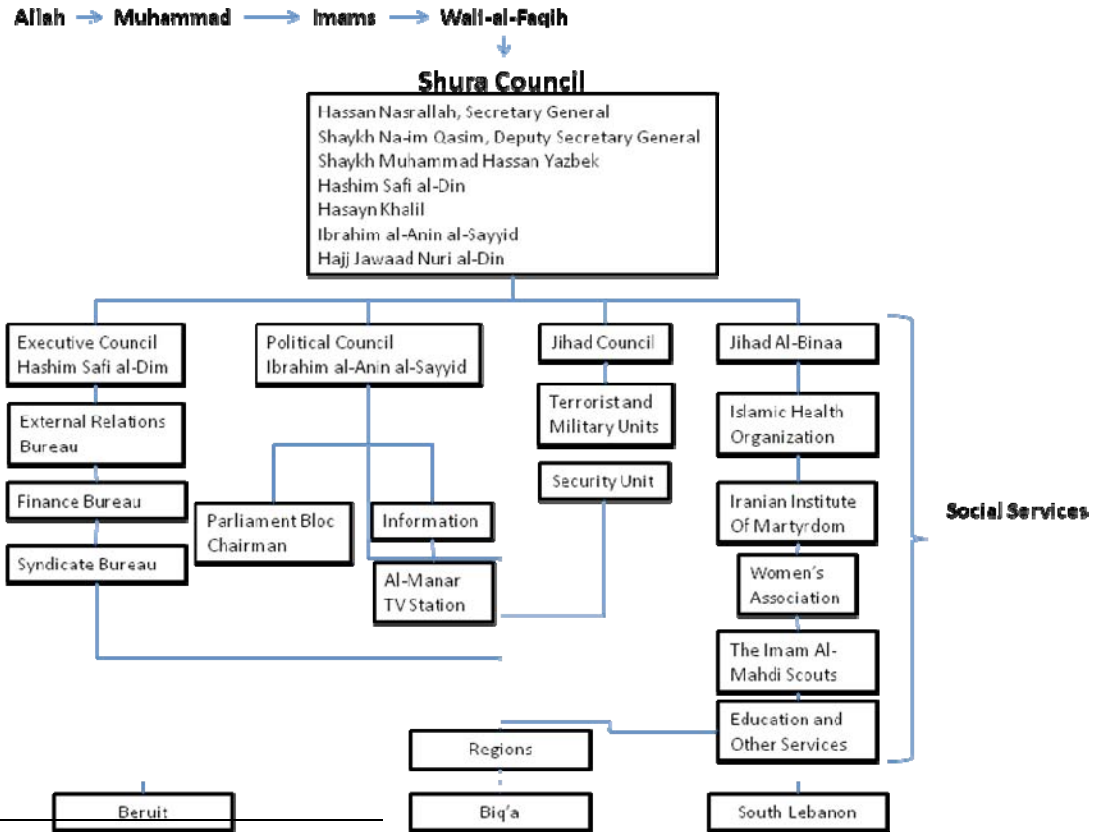 Allah Muhammad Imams Wali-al-Faqih
Shura Council
Hassan Nasrallah, Secretary General
Shaykh Na-im Qasim, Deputy Secretary General
Shaykh Muhammad Hassan Yazbek
Hashim Safi al-Din
Hasayn Khalil
Ibrahim al-Anin al-Sayyid
Hajj Jawaad Nuri al-Din
Executive Council
Hashim Safi al-Dim
External Relations
Bureau
Finance Bureau
Syndicate Bureau
Political Council
Ibrahim al-Anin al-Sayyid
Parliament Bloc
Chairman
Information
Al-Manar
TV Station
Jihad Council
Terrorist and
Military Units
Security Unit
Jihad Al-Binaa
Islamic Health
Organization
Iranian Institute
Of Martyrdom
Women's
Association
The Imam Al-
Mahdi Scouts
Education and
Other Services
Social Services
Regions
Beruit
Biq'a
South Lebanon